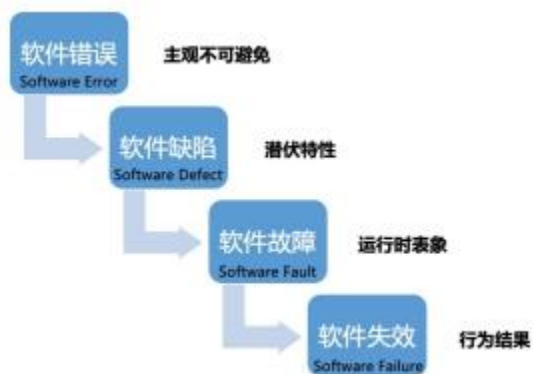 软件错误
Software Error
主观不可避免
软件缺陷
Software Defect
潜伏特性
软件故障
Software Fault
运行时表象
软件失效
Software Failure
行为结果